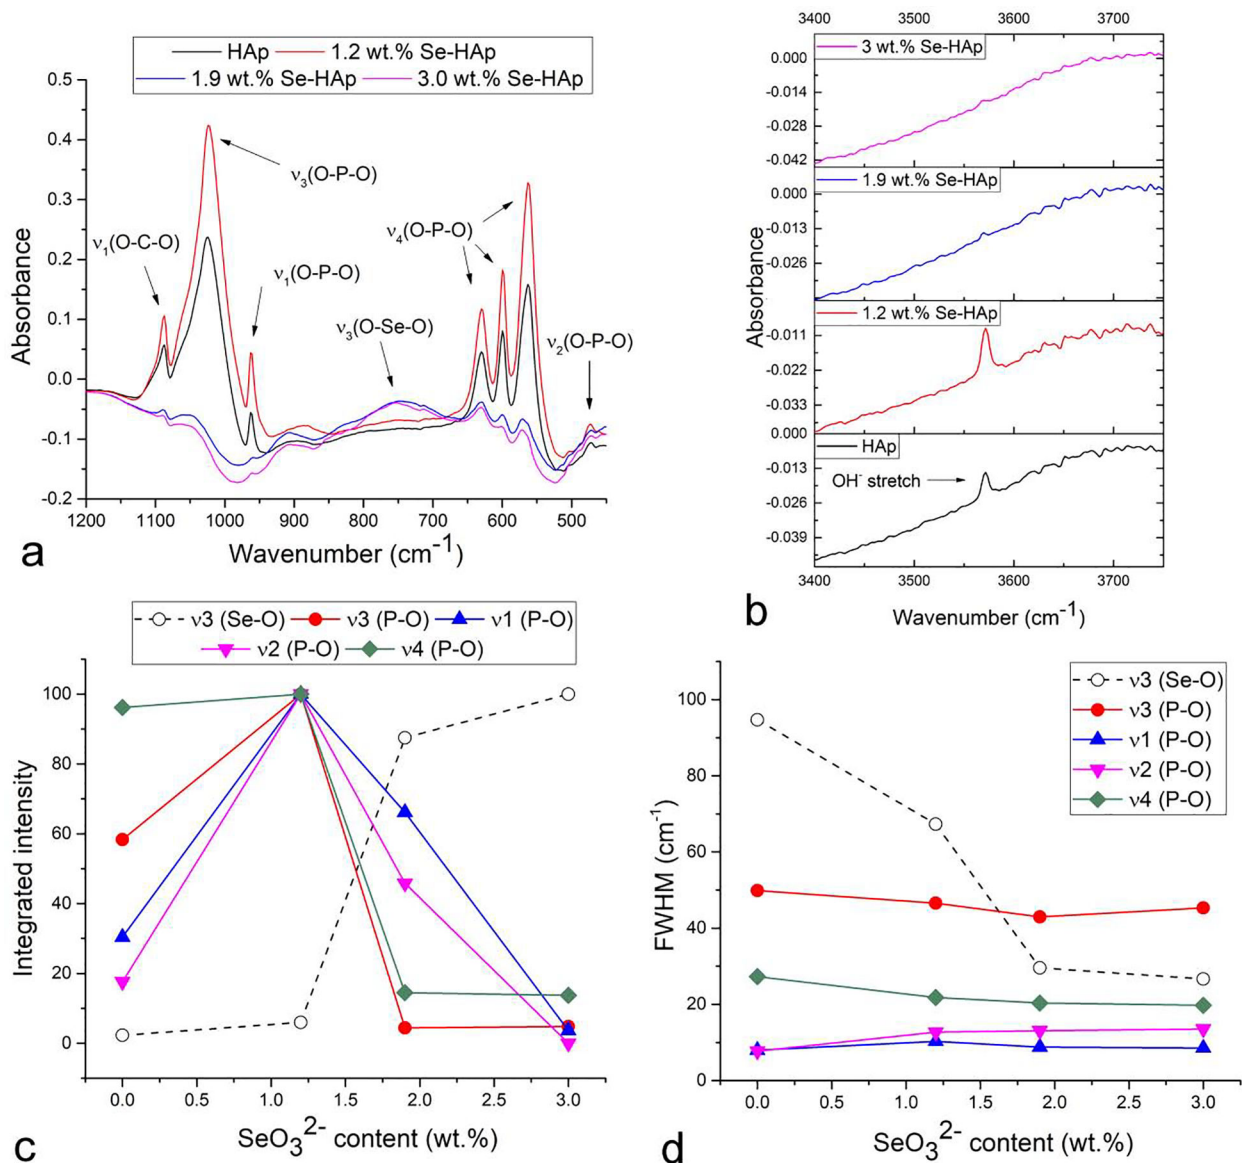 HAp 1.2 wt.% Se-HAp
1.9 wt.% Se-HAp 3.0 wt.% Se-HAp
0.5
0.4
0.3
0.2
0.1
0.0
-0.1
-0.2
Absorbance
ν3(O-P-O)
ν1(O-C-O)
ν4(O-P-O)
ν1(O-P-O)
ν3(O-Se-O)
ν2(O-P-O)
1200 1100 1000 900 800 700 600 500
Wavenumber (cm-1)
a
3400 3500 3600 3700
3 wt.% Se-HAp
0.000
-0.014
-0.028
-0.042
1.9 wt.% Se-HAp
0.000
-0.013
-0.026
1.2 wt.% Se-HAp
-0.011
-0.022
-0.033
0.000
HAp
-0.013
-0.026
-0.039
OH- stretch
Absorbance
3400 3500 3600 3700
Wavenumber (cm-1)
b
ν3 (Se-O) ν3 (P-O) ν1 (P-O)
ν2 (P-O) ν4 (P-O)
100
80
60
40
20
0
Integrated intensity
0.0 0.5 1.0 1.5 2.0 2.5 3.0
SeO32- content (wt.%)
c
ν3 (Se-O)
ν3 (P-O)
ν1 (P-O)
ν2 (P-O)
ν4 (P-O)
100
80
60
40
20
0
FWHM (cm-1)
0.0 0.5 1.0 1.5 2.0 2.5 3.0
SeO32- content (wt.%)
d